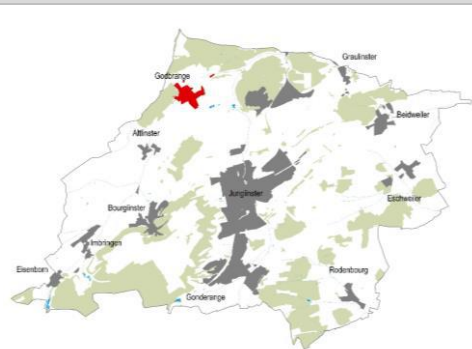 Graulinster
Godbrange
Beidweiler
Altlinster
Junglinster
Eschweiler
Bourglinster
Imbringen
Eisenborn
Rodenbourg
Gonderange